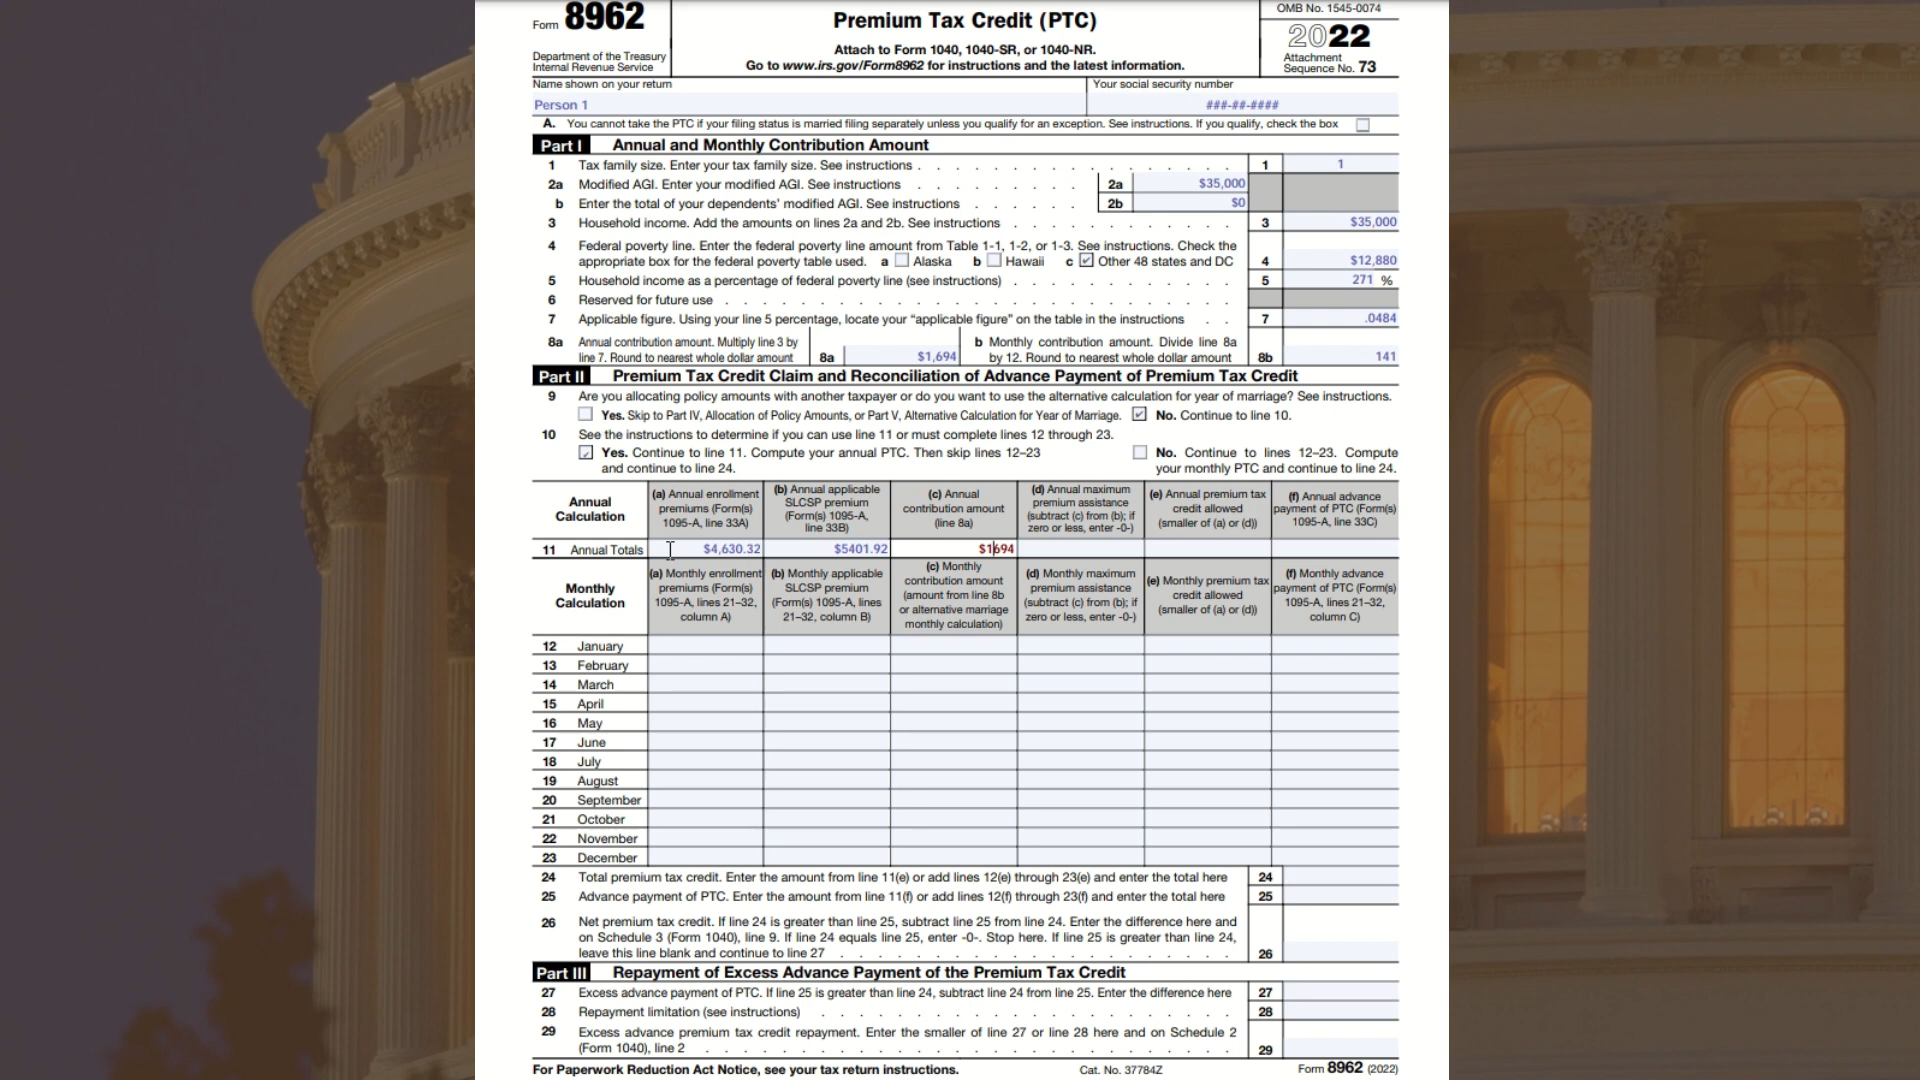 Form 8962
Department of the Treasury
Internal Revenue Service
Premium Tax Credit (PTC)
Attach to Form 1040, 1040-SR, or 1040-NR.
Go to www.irs.gov/Form8962 for instructions and the latest information.
OMB No. 1545-0074
2022
Attachment
Sequence No. 73
Name shown on your return
Your social security number
Person 1
###-##-####
A. You cannot take the PTC if your filing status is married filing separately unless you qualify for an exception. See instructions. If you qualify, check the box
Part I Annual and Monthly Contribution Amount
1 Tax family size. Enter your tax family size. See instructions . . . 1 1
2a Modified AGI. Enter your modified AGI. See instructions . . . 2a $35,000
b Enter the total of your dependents' modified AGI. See instructions . . . 2b $0
3 Household income. Add the amounts on lines 2a and 2b. See instructions . . . 3 $35,000
4 Federal poverty line. Enter the federal poverty line amount from Table 1-1, 1-2, or 1-3. See instructions. Check the
appropriate box for the federal poverty table used. a Alaska b Hawaii c Other 48 states and DC 4 $12,880
5 Household income as a percentage of federal poverty line (see instructions) . . . 5 271 %
6 Reserved for future use . . .
7 Applicable figure. Using your line 5 percentage, locate your "applicable figure" on the table in the instructions . . 7 .0484
8a Annual contribution amount. Multiply line 3 by
line 7. Round to nearest whole dollar amount 8a $1,694
b Monthly contribution amount. Divide line 8a
by 12. Round to nearest whole dollar amount 8b 141
Part II Premium Tax Credit Claim and Reconciliation of Advance Payment of Premium Tax Credit
9 Are you allocating policy amounts with another taxpayer or do you want to use the alternative calculation for year of marriage? See instructions.
Yes. Skip to Part IV, Allocation of Policy Amounts, or Part V, Alternative Calculation for Year of Marriage. No. Continue to line 10.
10 See the instructions to determine if you can use line 11 or must complete lines 12 through 23.
Yes. Continue to line 11. Compute your annual PTC. Then skip lines 12–23
and continue to line 24.
No. Continue to lines 12–23. Compute
your monthly PTC and continue to line 24.
Annual
Calculation
(a) Annual enrollment
premiums (Form(s)
1095-A, line 33A)
(b) Annual applicable
SLCSP premium
(Form(s) 1095-A,
line 33B)
(c) Annual
contribution amount
(line 8a)
(d) Annual maximum
premium assistance
(subtract (c) from (b); if
zero or less, enter -0-)
(e) Annual premium tax
credit allowed
(smaller of (a) or (d))
(f) Annual advance
payment of PTC (Form(s)
1095-A, line 33C)
11 Annual Totals $4,630.32 $5401.92 $1694
Monthly
Calculation
(a) Monthly enrollment
premiums (Form(s)
1095-A, lines 21–32,
column A)
(b) Monthly applicable
SLCSP premium
(Form(s) 1095-A, lines
21–32, column B)
(c) Monthly
contribution amount
(amount from line 8b
or alternative marriage
monthly calculation)
(d) Monthly maximum
premium assistance
(subtract (c) from (b); if
zero or less, enter -0-)
(e) Monthly premium tax
credit allowed
(smaller of (a) or (d))
(f) Monthly advance
payment of PTC (Form(s)
1095-A, lines 21–32,
column C)
12 January
13 February
14 March
15 April
16 May
17 June
18 July
19 August
20 September
21 October
22 November
23 December
24 Total premium tax credit. Enter the amount from line 11(e) or add lines 12(e) through 23(e) and enter the total here 24
25 Advance payment of PTC. Enter the amount from line 11(f) or add lines 12(f) through 23(f) and enter the total here 25
26 Net premium tax credit. If line 24 is greater than line 25, subtract line 25 from line 24. Enter the difference here and
on Schedule 3 (Form 1040), line 9. If line 24 equals line 25, enter -0-. Stop here. If line 25 is greater than line 24,
leave this line blank and continue to line 27 . . . 26
Part III Repayment of Excess Advance Payment of the Premium Tax Credit
27 Excess advance payment of PTC. If line 25 is greater than line 24, subtract line 24 from line 25. Enter the difference here 27
28 Repayment limitation (see instructions) . . . 28
29 Excess advance premium tax credit repayment. Enter the smaller of line 27 or line 28 here and on Schedule 2
(Form 1040), line 2 . . . 29
For Paperwork Reduction Act Notice, see your tax return instructions. Cat. No. 37784Z Form 8962 (2022)